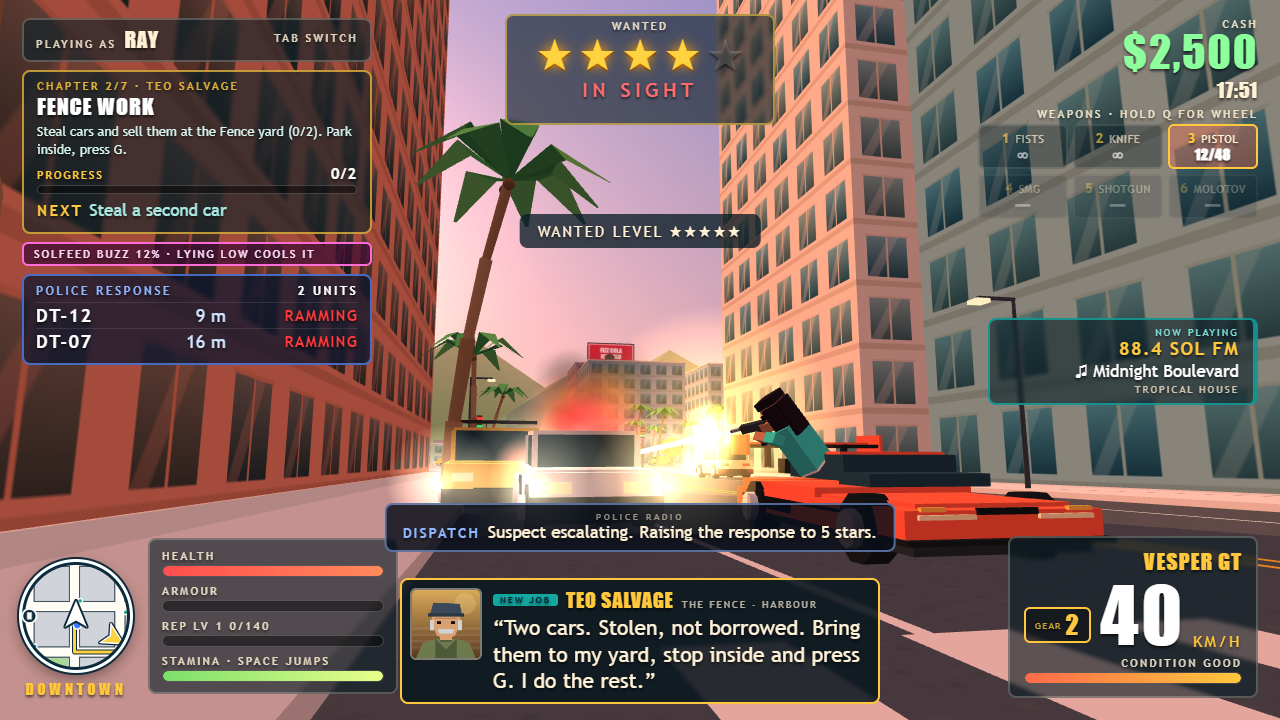 PLAYING AS RAY
TAB SWITCH
CHAPTER 2/7 · TEO SALVAGE
FENCE WORK
Steal cars and sell them at the Fence yard (0/2). Park
inside, press G.
PROGRESS 0/2
NEXT Steal a second car
SOLFEED BUZZ 12% · LYING LOW COOLS IT
POLICE RESPONSE 2 UNITS
DT-12 9 m RAMMING
DT-07 16 m RAMMING
WANTED
★★★★★
IN SIGHT
WANTED LEVEL ★★★★★
CASH
$2,500
17:51
WEAPONS · HOLD Q FOR WHEEL
1 FISTS ∞
2 KNIFE ∞
3 PISTOL 12/48
4 SMG —
5 SHOTGUN —
6 MOLOTOV —
NOW PLAYING
88.4 SOL FM
♫ Midnight Boulevard
TROPICAL HOUSE
POLICE RADIO
DISPATCH Suspect escalating. Raising the response to 5 stars.
DOWNTOWN
HEALTH
ARMOUR
REP LV 1 0/140
STAMINA · SPACE JUMPS
NEW JOB TEO SALVAGE THE FENCE · HARBOUR
“Two cars. Stolen, not borrowed. Bring
them to my yard, stop inside and press
G. I do the rest.”
VESPER GT
GEAR 2
40 KM/H
CONDITION GOOD